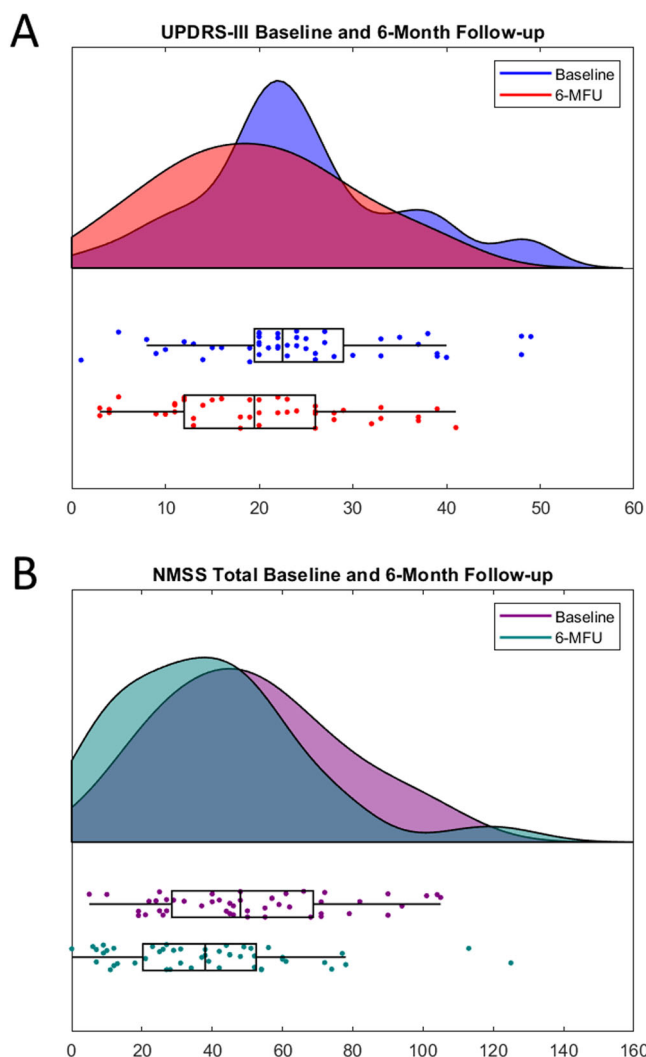 A
UPDRS-III Baseline and 6-Month Follow-up
Baseline
6-MFU
0 10 20 30 40 50 60
B
NMSS Total Baseline and 6-Month Follow-up
Baseline
6-MFU
0 20 40 60 80 100 120 140 160